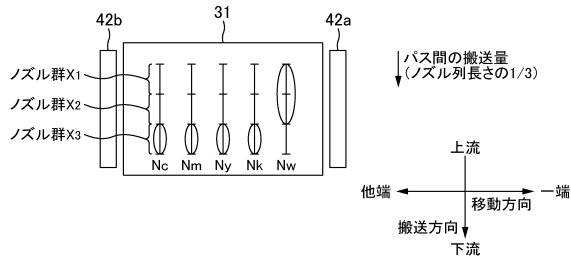 42b
31
42a
ノズル群X1
ノズル群X2
ノズル群X3
Nc Nm Ny Nk Nw
パス間の搬送量
(ノズル列長さの1/3)
上流
他端
一端
移動方向
搬送方向
下流